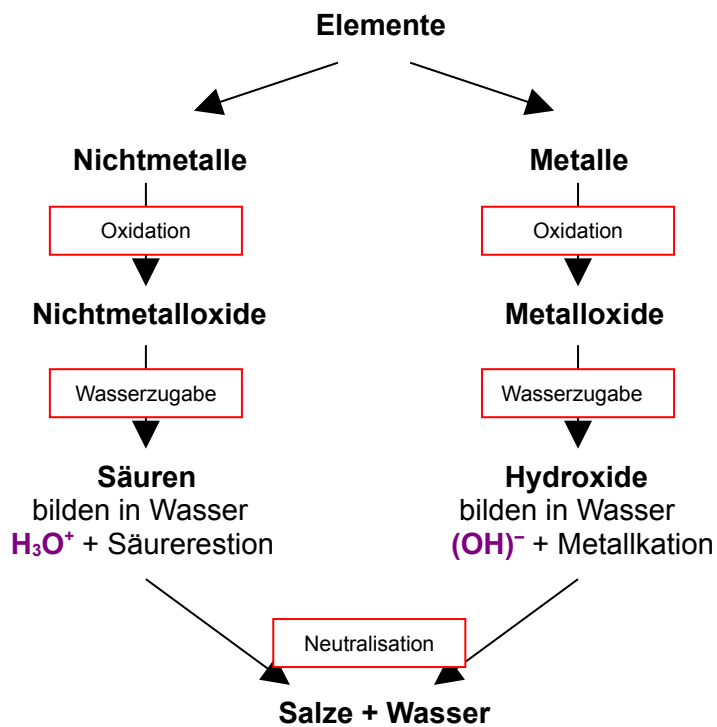 Elemente
Nichtmetalle
Metalle
Oxidation
Oxidation
Nichtmetalloxide
Metalloxide
Wasserzugabe
Wasserzugabe
Säuren
bilden in Wasser
H₃O⁺ + Säurerestion
Hydroxide
bilden in Wasser
(OH)⁻ + Metallkation
Neutralisation
Salze + Wasser